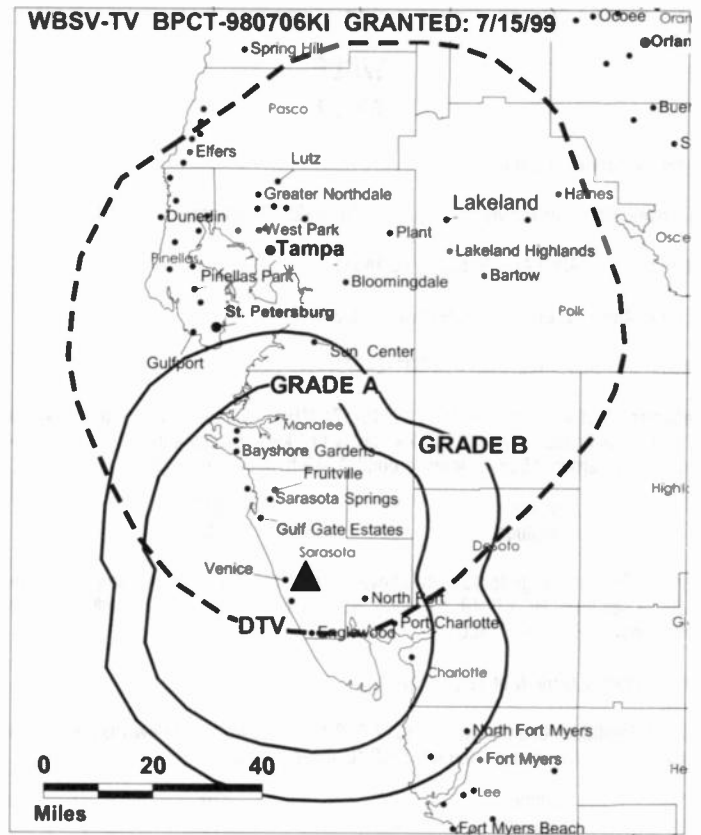 WBSV-TV BPCT-980706KI GRANTED: 7/15/99
Ocoee Oran
Orlan
Spring Hill
Pasco
Buer
S
Elfers
Lutz
Greater Northdale
Lakeland
Haines
Dunedin
West Park
Plant
Osce
Tampa
Lakeland Highlands
Pinellas
Pinellas Park
Bloomingdale
Bartow
St. Petersburg
Polk
Gulfport
Sun Center
GRADE A
Manatee
GRADE B
Bayshore Gardens
Fruitville
Highl
Sarasota Springs
Gulf Gate Estates
Sarasota
Desoto
Venice
North Port
DTV
Englewood
Port Charlotte
G
Charlotte
North Fort Myers
Fort Myers
He
0 20 40
Lee
Miles
Fort Myers Beach